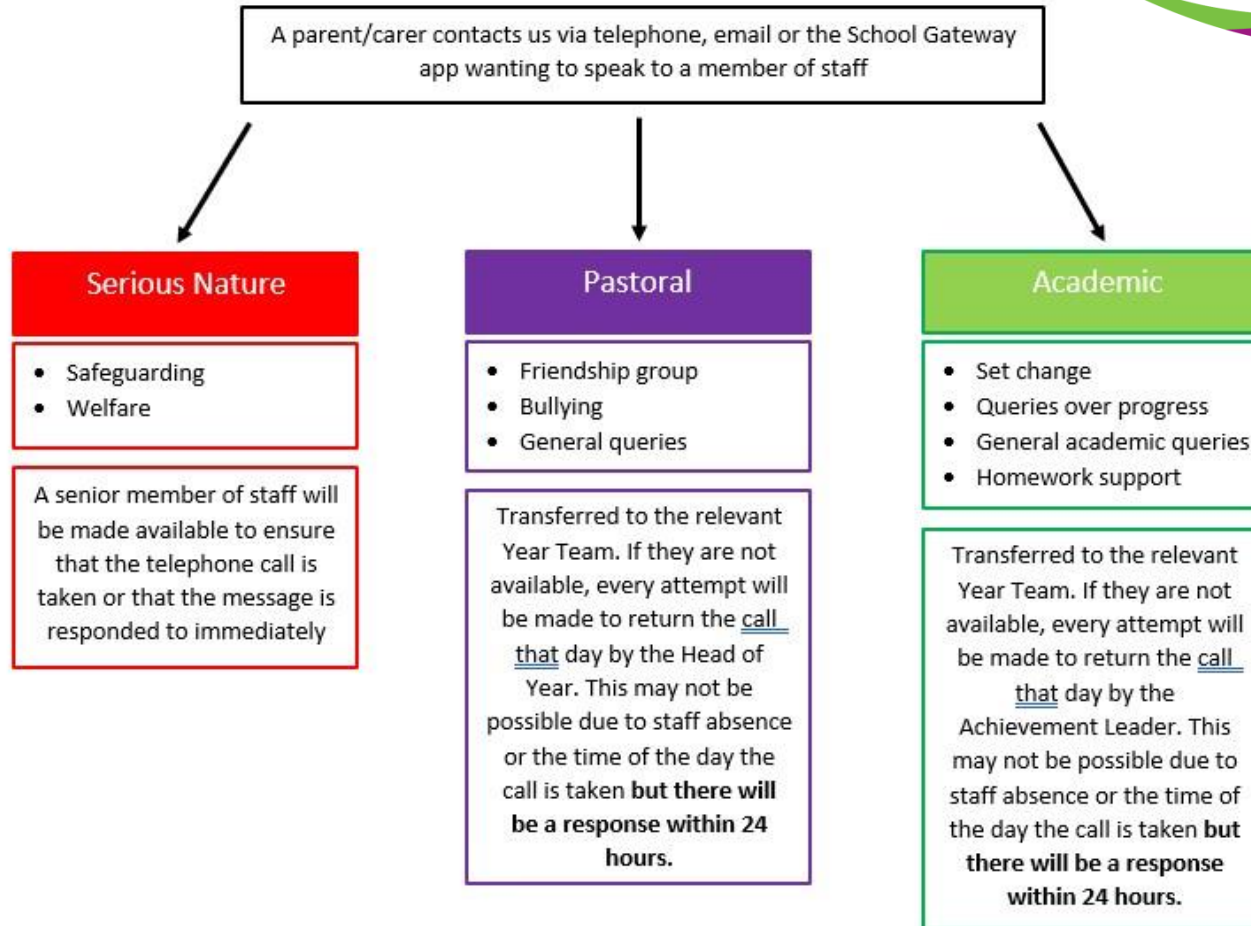 A parent/carer contacts us via telephone, email or the School Gateway
app wanting to speak to a member of staff
Serious Nature
• Safeguarding
• Welfare
A senior member of staff will
be made available to ensure
that the telephone call is
taken or that the message is
responded to immediately
Pastoral
• Friendship group
• Bullying
• General queries
Transferred to the relevant
Year Team. If they are not
available, every attempt will
be made to return the call
that day by the Head of
Year. This may not be
possible due to staff absence
or the time of the day the
call is taken but there will
be a response within 24
hours.
Academic
• Set change
• Queries over progress
• General academic queries
• Homework support
Transferred to the relevant
Year Team. If they are not
available, every attempt will
be made to return the call
that day by the
Achievement Leader. This
may not be possible due to
staff absence or the time of
the day the call is taken but
there will be a response
within 24 hours.